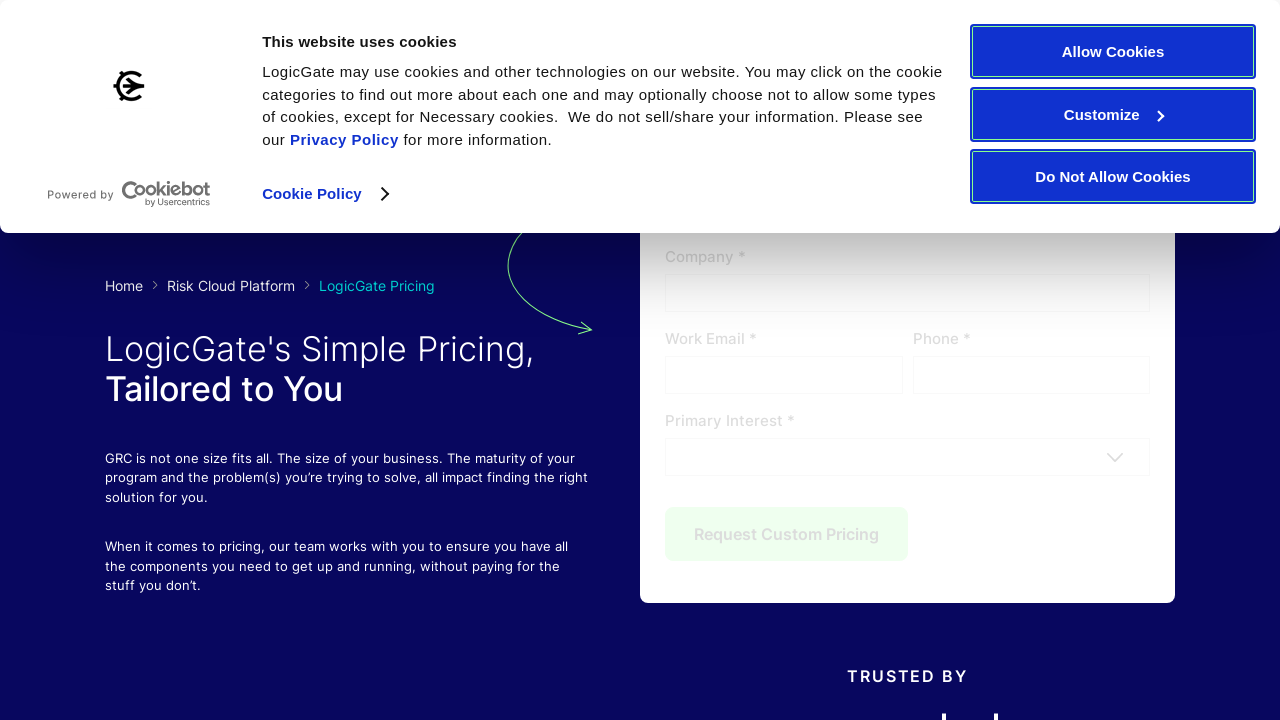 This website uses cookies
LogicGate may use cookies and other technologies on our website. You may click on the cookie
categories to find out more about each one and may optionally choose not to allow some types
of cookies, except for Necessary cookies.  We do not sell/share your information. Please see
our Privacy Policy for more information.
Cookie Policy
Powered by Cookiebot
by Usercentrics
Allow Cookies
Customize
Do Not Allow Cookies
Home
Risk Cloud Platform
LogicGate Pricing
LogicGate's Simple Pricing,
Tailored to You
GRC is not one size fits all. The size of your business. The maturity of your
program and the problem(s) you’re trying to solve, all impact finding the right
solution for you.
When it comes to pricing, our team works with you to ensure you have all
the components you need to get up and running, without paying for the
stuff you don’t.
Company *
Work Email *
Phone *
Primary Interest *
Request Custom Pricing
TRUSTED BY